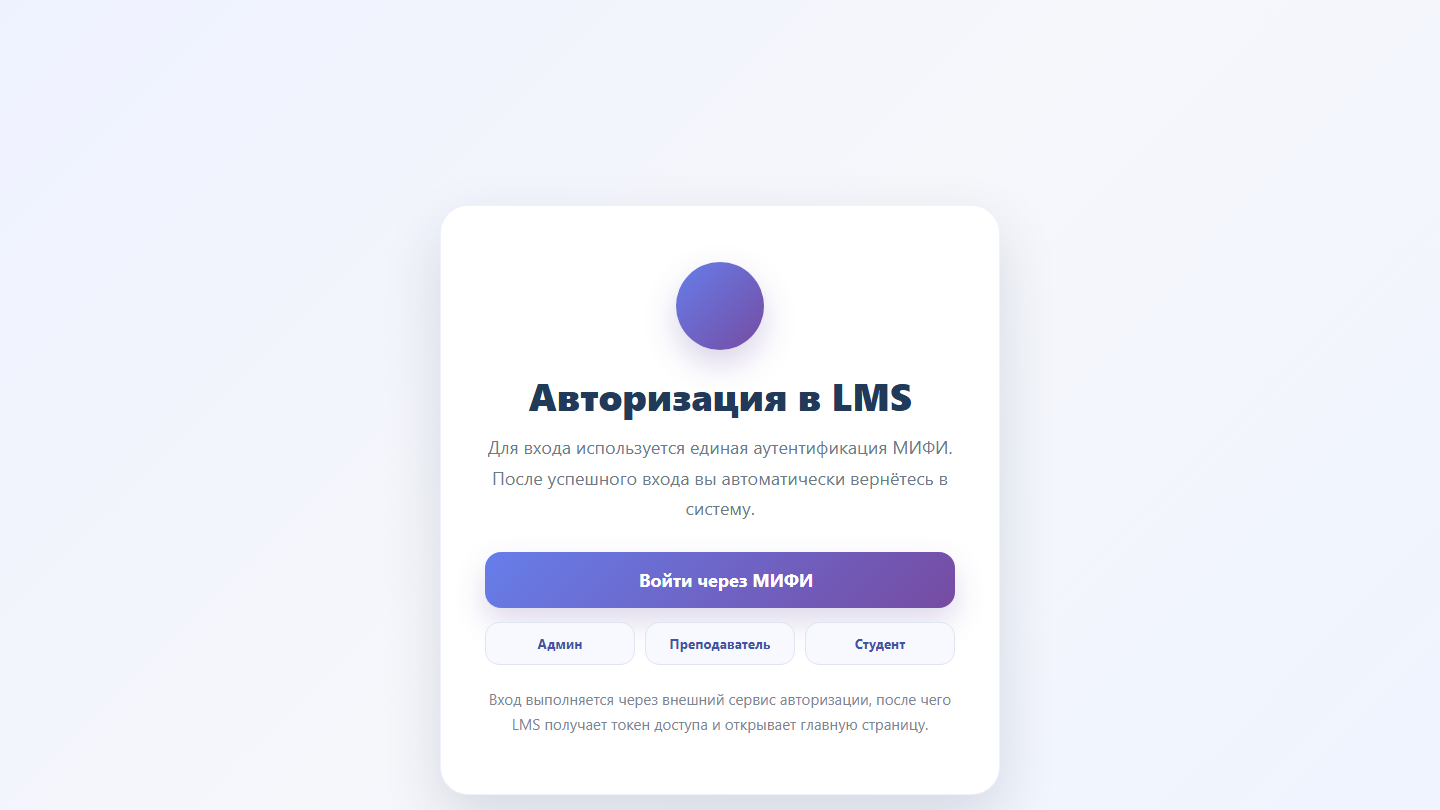 Авторизация в LMS
Для входа используется единая аутентификация МИФИ.
После успешного входа вы автоматически вернётесь в
систему.
Войти через МИФИ
Админ
Преподаватель
Студент
Вход выполняется через внешний сервис авторизации, после чего
LMS получает токен доступа и открывает главную страницу.